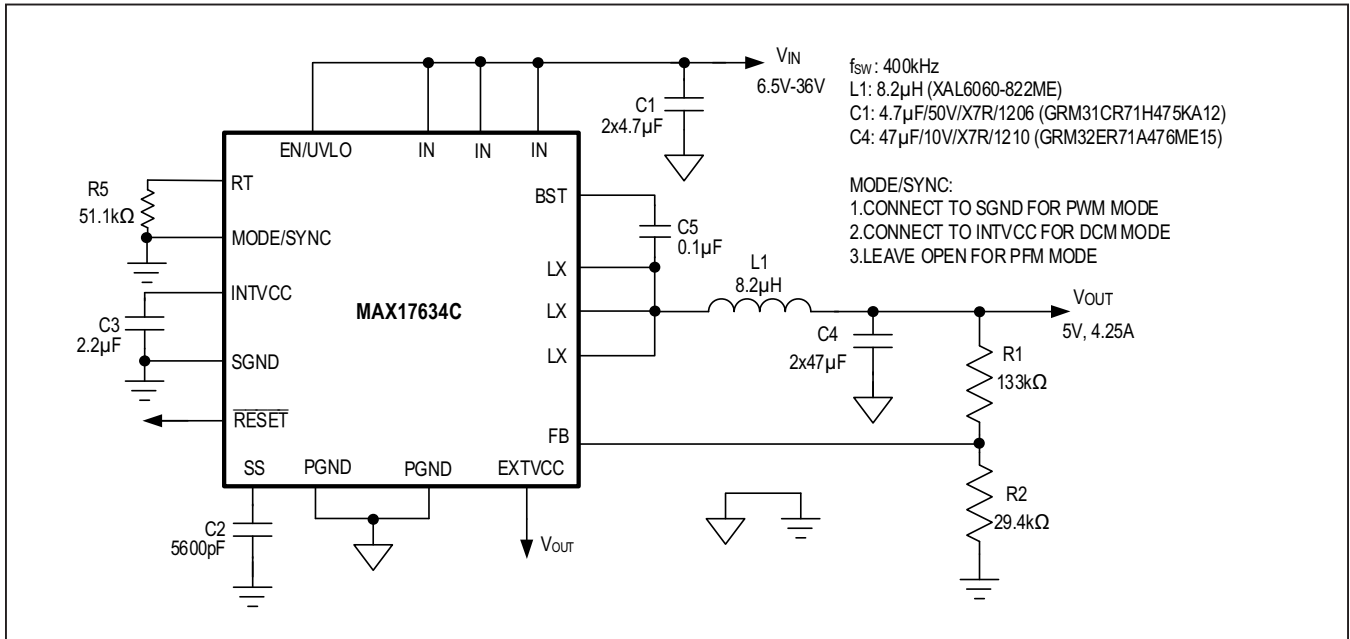 VIN
6.5V-36V
fSW : 400kHz
L1: 8.2µH (XAL6060-822ME)
C1: 4.7µF/50V/X7R/1206 (GRM31CR71H475KA12)
C4: 47µF/10V/X7R/1210 (GRM32ER71A476ME15)
MODE/SYNC:
1.CONNECT TO SGND FOR PWM MODE
2.CONNECT TO INTVCC FOR DCM MODE
3.LEAVE OPEN FOR PFM MODE
C1
2x4.7µF
EN/UVLO
IN
IN
IN
RT
R5
51.1kΩ
MODE/SYNC
INTVCC
C3
2.2µF
SGND
RESET
MAX17634C
BST
C5
0.1µF
LX
LX
LX
L1
8.2µH
C4
2x47µF
VOUT
5V, 4.25A
R1
133kΩ
FB
R2
29.4kΩ
SS
PGND
PGND
EXTVCC
C2
5600pF
VOUT